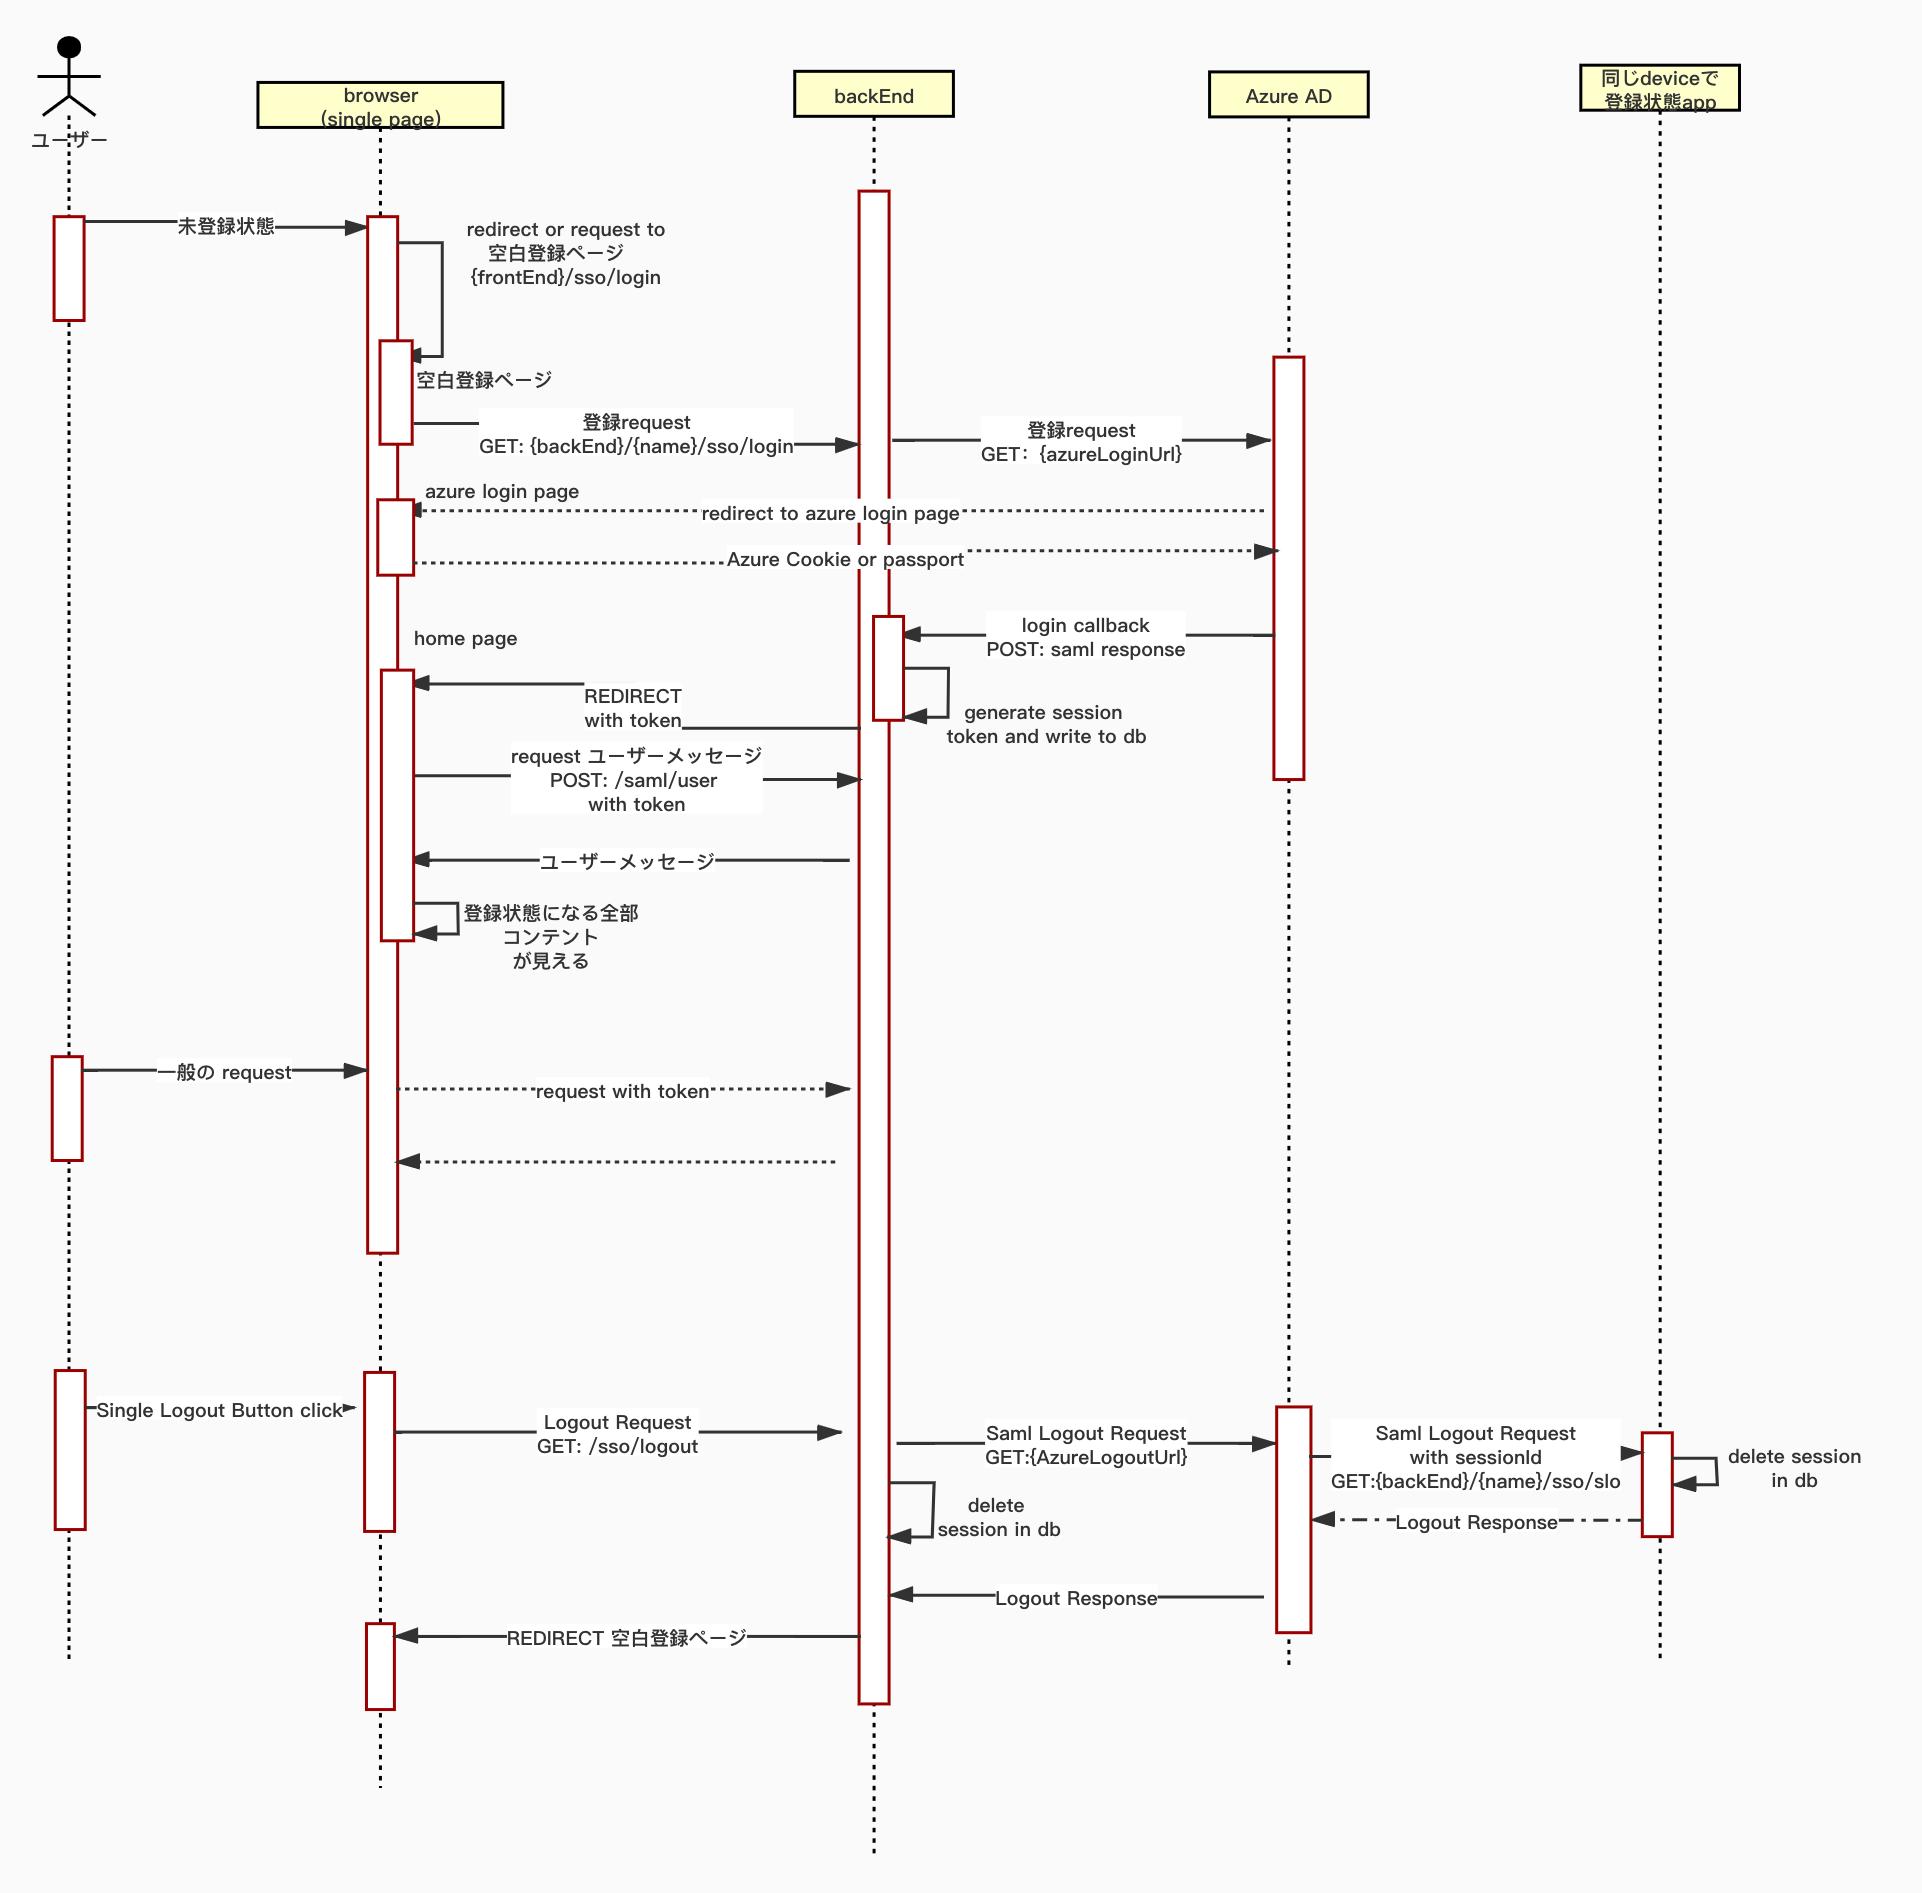 ユーザー
browser
(single page)
backEnd
Azure AD
同じdeviceで
登録状態app
未登録状態
redirect or request to
空白登録ページ
{frontEnd}/sso/login
空白登録ページ
登録request
GET: {backEnd}/{name}/sso/login
登録request
GET: {azureLoginUrl}
azure login page
redirect to azure login page
Azure Cookie or passport
login callback
POST: saml response
home page
REDIRECT
with token
generate session
token and write to db
request ユーザーメッセージ
POST: /saml/user
with token
ユーザーメッセージ
登録状態になる全部
コンテント
が見える
一般の request
request with token
Single Logout Button click
Logout Request
GET: /sso/logout
Saml Logout Request
GET:{AzureLogoutUrl}
Saml Logout Request
with sessionId
GET:{backEnd}/{name}/sso/slo
delete session
in db
delete
session in db
Logout Response
Logout Response
REDIRECT 空白登録ページ